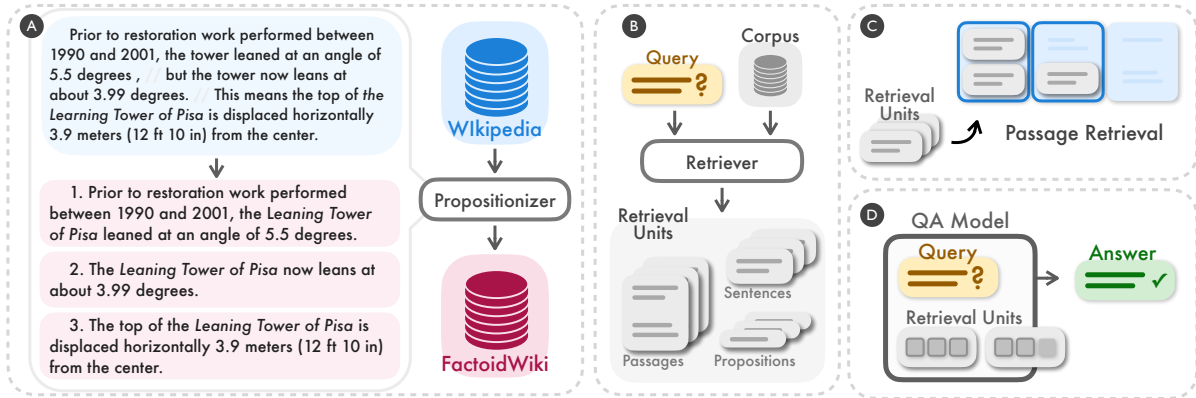 A
Prior to restoration work performed between
1990 and 2001, the tower leaned at an angle of
5.5 degrees , // but the tower now leans at
about 3.99 degrees. // This means the top of the
Leaning Tower of Pisa is displaced horizontally
3.9 meters (12 ft 10 in) from the center.
1. Prior to restoration work performed
between 1990 and 2001, the Leaning Tower
of Pisa leaned at an angle of 5.5 degrees.
2. The Leaning Tower of Pisa now leans at
about 3.99 degrees.
3. The top of the Leaning Tower of Pisa is
displaced horizontally 3.9 meters (12 ft 10 in)
from the center.
WIkipedia
Propositionizer
FactoidWiki
B
Query
?
Corpus
Retriever
Retrieval
Units
Passages
Sentences
Propositions
C
Retrieval
Units
Passage Retrieval
D
QA Model
Query
?
Retrieval Units
Answer
✓